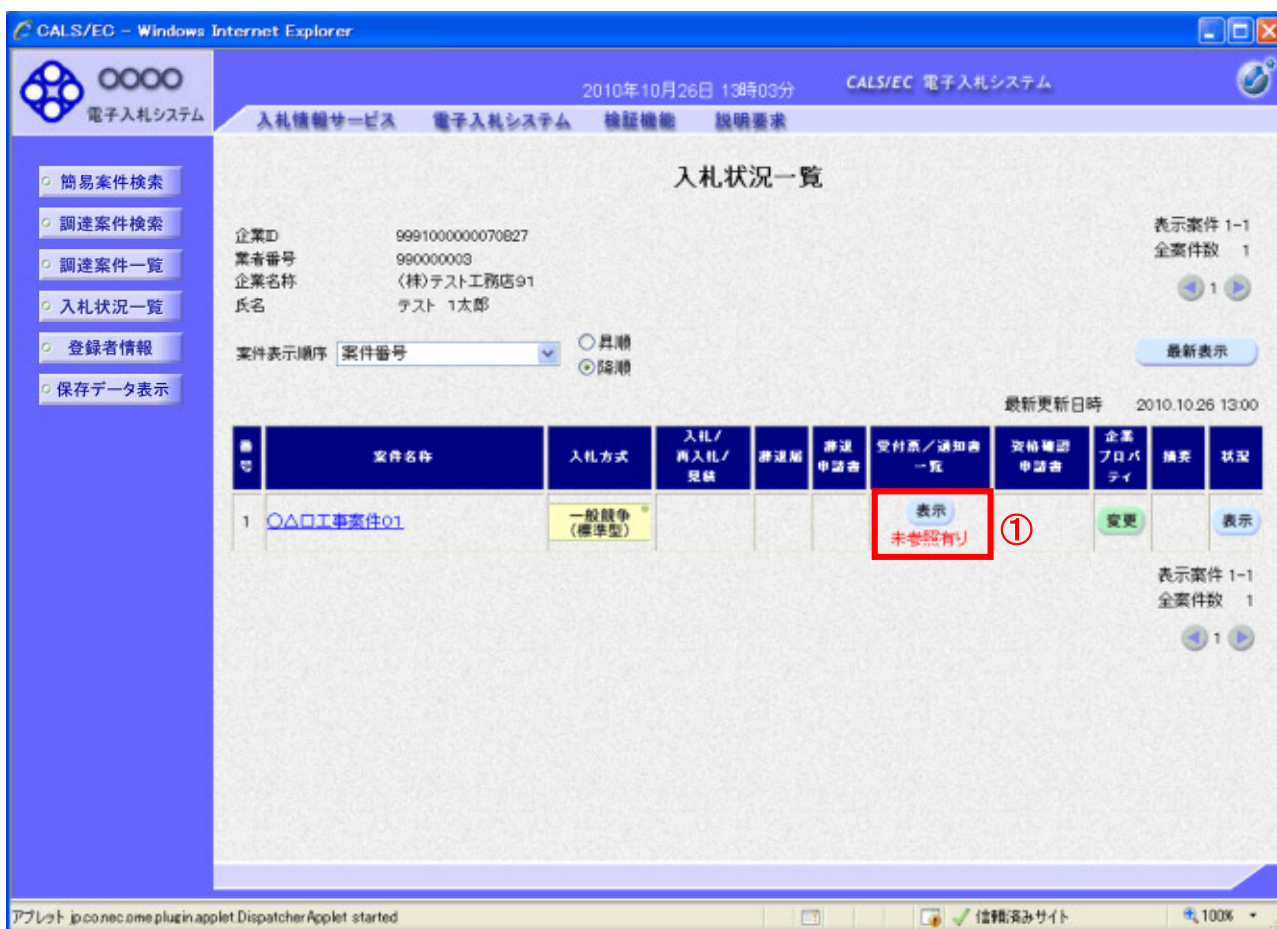 CALS/EC - Windows Internet Explorer
OOOO
電子入札システム
2010年10月26日 13時03分
CALS/EC 電子入札システム
入札情報サービス 電子入札システム 検証機能 説明要求
簡易案件検索
調達案件検索
調達案件一覧
入札状況一覧
登録者情報
保存データ表示
入札状況一覧
企業ID 9991000000070827
業者番号 990000003
企業名称 (株)テスト工務店91
氏名 テスト 1太郎
表示案件 1-1
全案件数 1
1
案件表示順序 案件番号
昇順
降順
最新表示
最新更新日時 2010.10.26 13:00
番号 案件名称 入札方式 入札/再入札/見積 辞退届 辞退申請書 受付票/通知書一覧 資格確認申請書 企業プロパティ 摘要 状況
1 〇△口工事案件01 一般競争(標準型) 表示 未参照有り 変更 表示
①
表示案件 1-1
全案件数 1
1
アプレット jp.co.nec.ome.plugin.applet.DispatcherApplet started
信頼済みサイト
100%